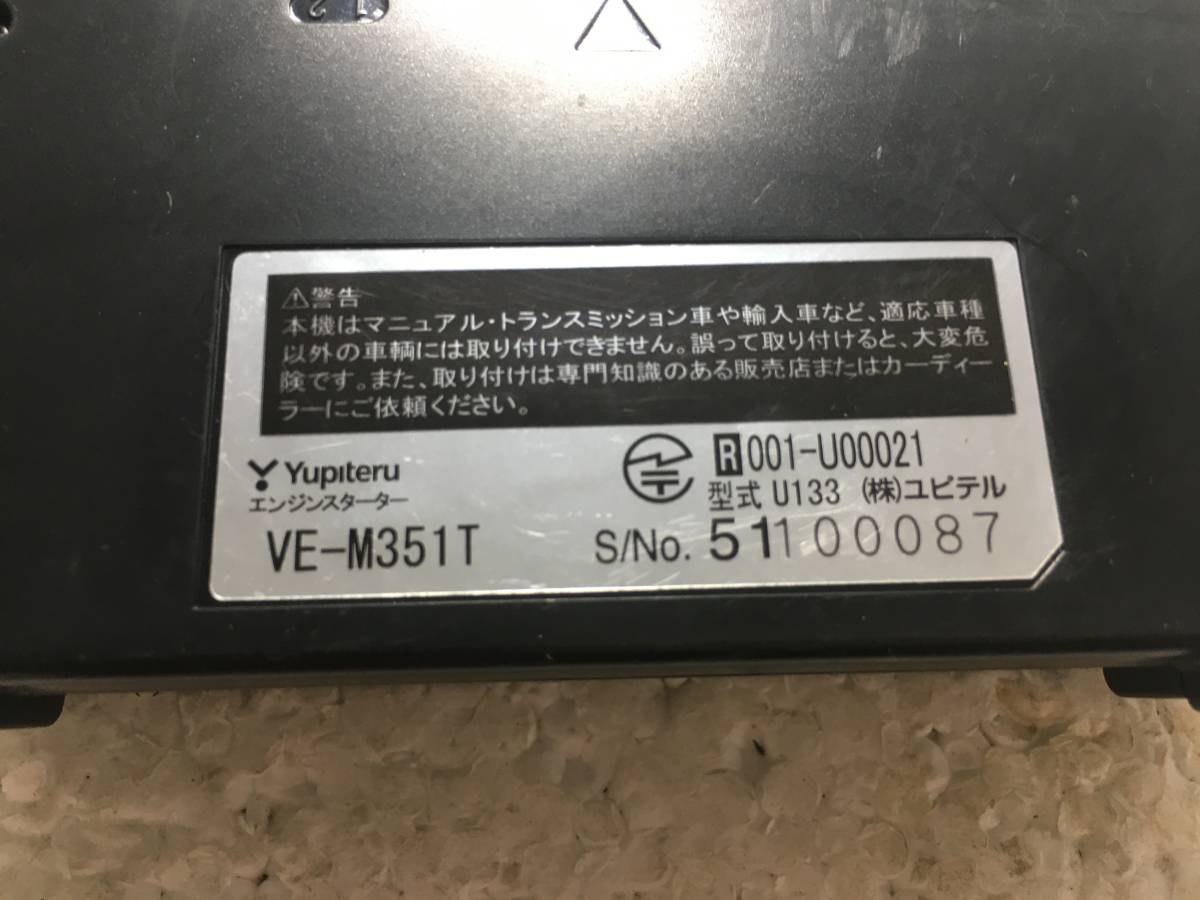 1 2
⚠警告
本機はマニュアル・トランスミッション車や輸入車など、適応車種
以外の車輌には取り付けできません。誤って取り付けると、大変危
険です。また、取り付けは専門知識のある販売店またはカーディー
ラーにご依頼ください。
Yupiteru
エンジンスターター
VE-M351T
R 001-U00021
型式 U133 (株)ユピテル
S/No. 51100087